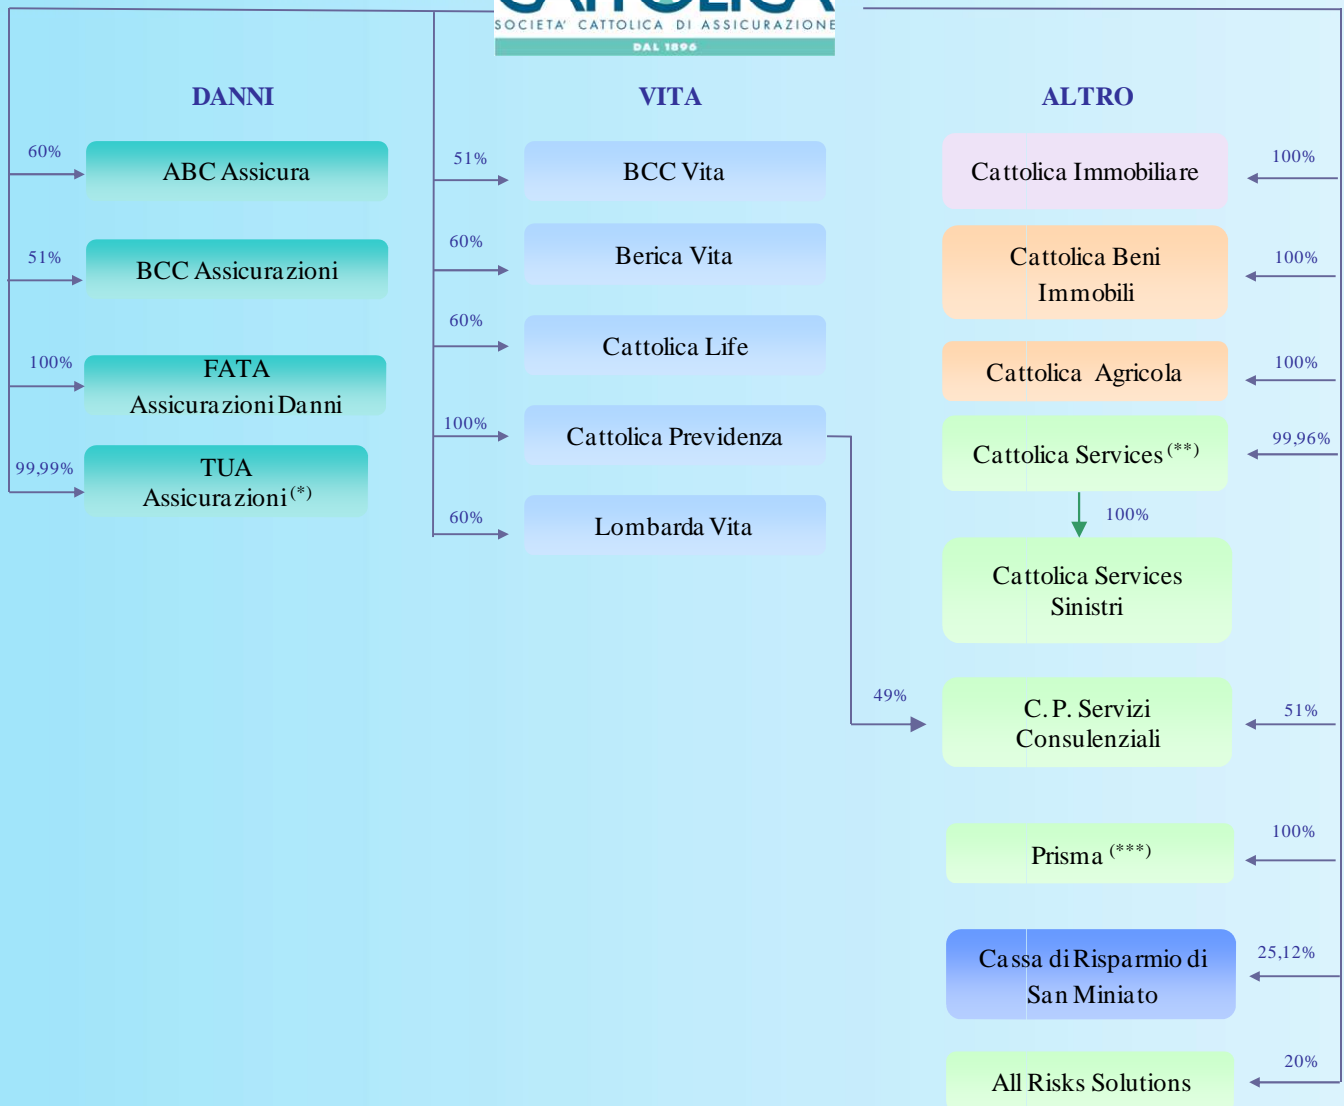 CATTOLICA
SOCIETA' CATTOLICA DI ASSICURAZIONE
DAL 1896
DANNI
VITA
ALTRO
60%
ABC Assicura
51%
BCC Assicurazioni
100%
FATA
Assicurazioni Danni
99,99%
TUA
Assicurazioni (*)
51%
BCC Vita
60%
Berica Vita
60%
Cattolica Life
100%
Cattolica Previdenza
60%
Lombarda Vita
Cattolica Immobiliare
100%
Cattolica Beni
Immobili
100%
Cattolica Agricola
100%
Cattolica Services (**)
99,96%
100%
Cattolica Services
Sinistri
49%
C.P. Servizi
Consulenziali
51%
Prisma (***)
100%
Cassa di Risparmio di
San Miniato
25,12%
All Risks Solutions
20%